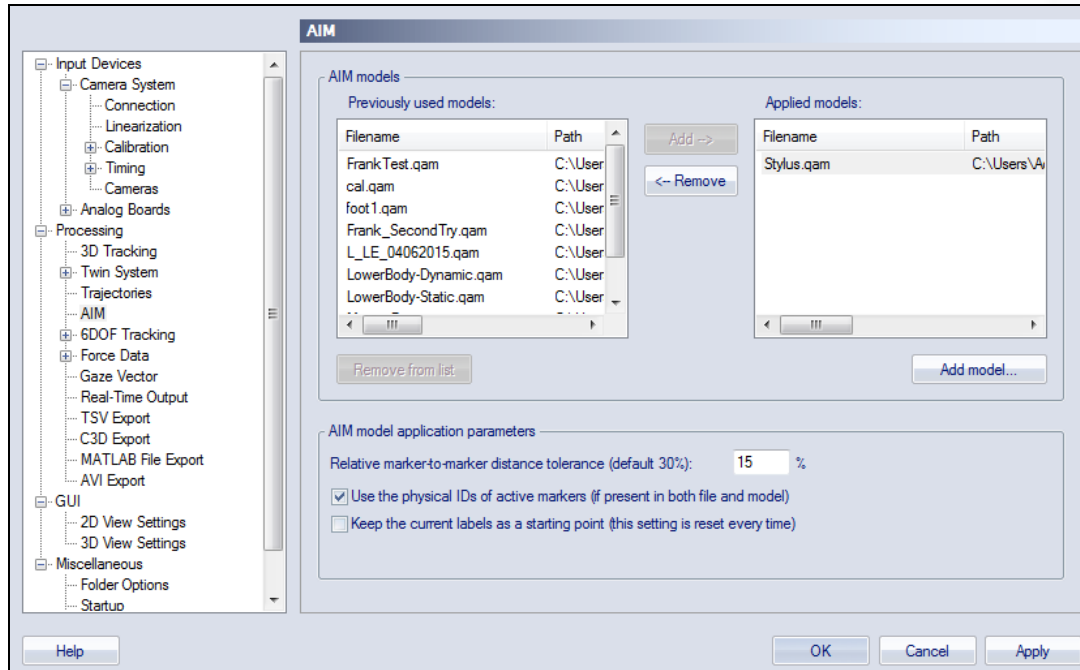 AIM
Input Devices
Camera System
Connection
Linearization
Calibration
Timing
Cameras
Analog Boards
Processing
3D Tracking
Twin System
Trajectories
AIM
6DOF Tracking
Force Data
Gaze Vector
Real-Time Output
TSV Export
C3D Export
MATLAB File Export
AVI Export
GUI
2D View Settings
3D View Settings
Miscellaneous
Folder Options
Startup
AIM models
Previously used models:
Filename Path
FrankTest.qam C:\User
cal.qam C:\User
foot1.qam C:\User
Frank_SecondTry.qam C:\User
L_LE_04062015.qam C:\User
LowerBody-Dynamic.qam C:\User
LowerBody-Static.qam C:\User
Remove from list
Add -->
<-- Remove
Applied models:
Filename Path
Stylus.qam C:\Users\A
Add model...
AIM model application parameters
Relative marker-to-marker distance tolerance (default 30%): 15 %
Use the physical IDs of active markers (if present in both file and model)
Keep the current labels as a starting point (this setting is reset every time)
Help OK Cancel Apply